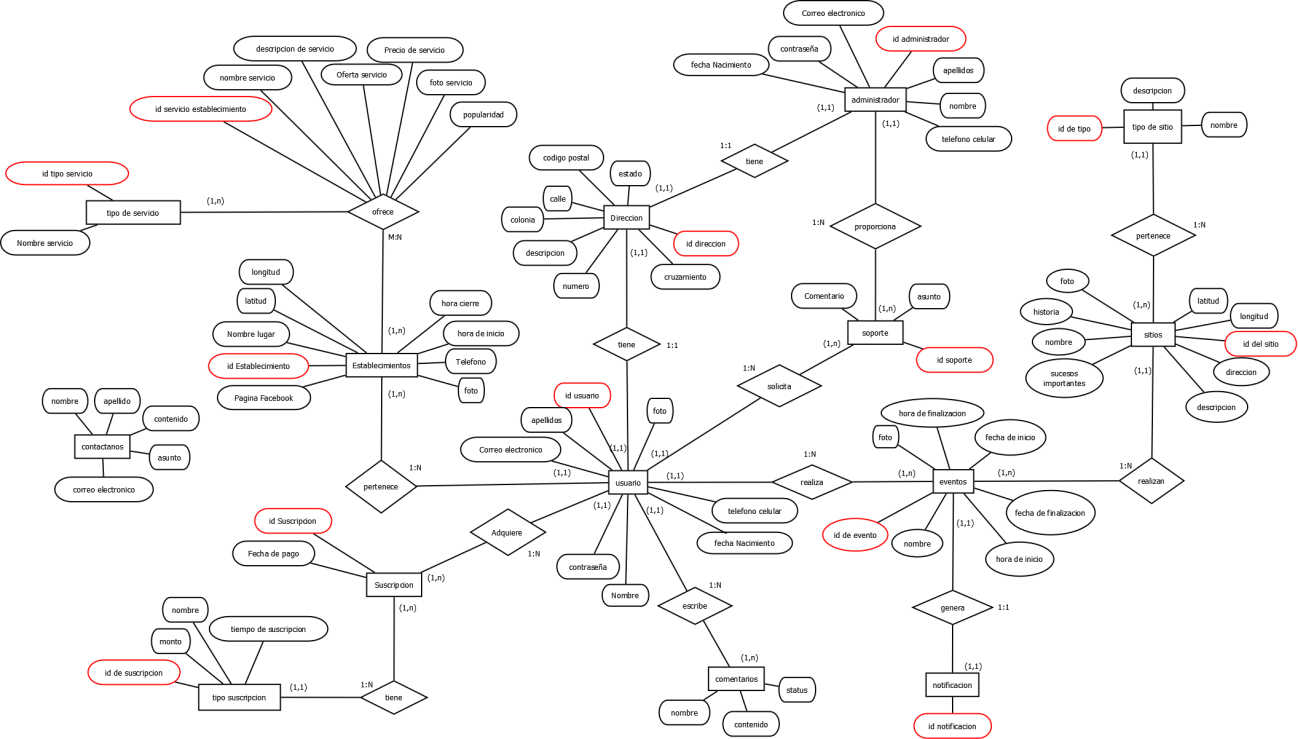 Correo electronico
id administrador
contraseña
fecha Nacimiento
apellidos
administrador
nombre
telefono celular
(1,1)
(1,1)
descripcion de servicio
Precio de servicio
nombre servicio
Oferta servicio
foto servicio
id servicio establecimiento
popularidad
id tipo servicio
tipo de servicio
(1,n)
ofrece
M:N
Nombre servicio
descripcion
id de tipo
tipo de sitio
nombre
(1,1)
1:1
tiene
codigo postal
estado
(1,1)
calle
colonia
Direccion
id direccion
(1,1)
descripcion
numero
cruzamiento
1:N
proporciona
pertenece
1:N
longitud
latitud
hora cierre
(1,n)
Nombre lugar
hora de inicio
id Establecimiento
Establecimientos
Telefono
Pagina Facebook
(1,n)
foto
tiene
1:1
Comentario
asunto
(1,n)
soporte
(1,n)
id soporte
1:N
solicita
foto
latitud
(1,n)
historia
longitud
sitios
nombre
id del sitio
(1,1)
direccion
sucesos
importantes
descripcion
nombre
apellido
contenido
contactanos
asunto
correo electronico
id usuario
apellidos
foto
Correo electronico
(1,1)
(1,1)
(1,1)
(1,1)
usuario
(1,1)
(1,1)
telefono celular
fecha Nacimiento
contraseña
Nombre
1:N
pertenece
1:N
realiza
hora de finalizacion
foto
fecha de inicio
(1,n)
(1,n)
eventos
1:N
realizan
id de evento
(1,1)
fecha de finalizacion
nombre
hora de inicio
id Suscripcion
Adquiere
1:N
Fecha de pago
Suscripcion
(1,n)
(1,n)
1:N
escribe
genera
1:1
nombre
tiempo de suscripcion
monto
id de suscripcion
tipo suscripcion
(1,1)
1:N
tiene
(1,n)
comentarios
status
nombre
contenido
(1,1)
notificacion
id notificacion